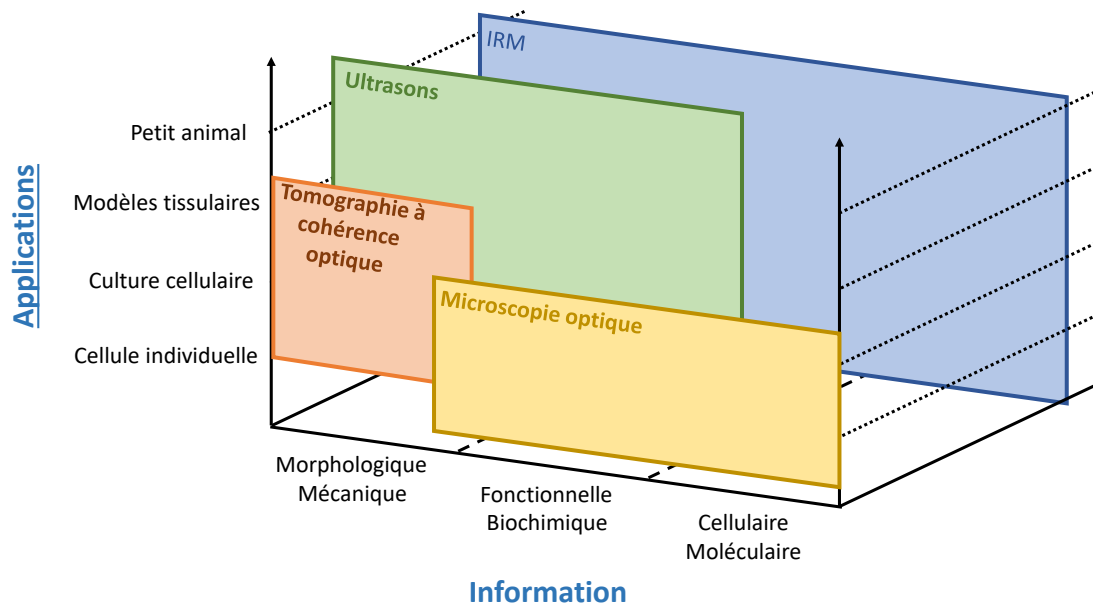 IRM
Ultrasons
Petit animal
Modèles tissulaires
Tomographie à
cohérence
optique
Culture cellulaire
Microscopie optique
Cellule individuelle
Applications
Morphologique
Mécanique
Fonctionnelle
Biochimique
Cellulaire
Moléculaire
Information